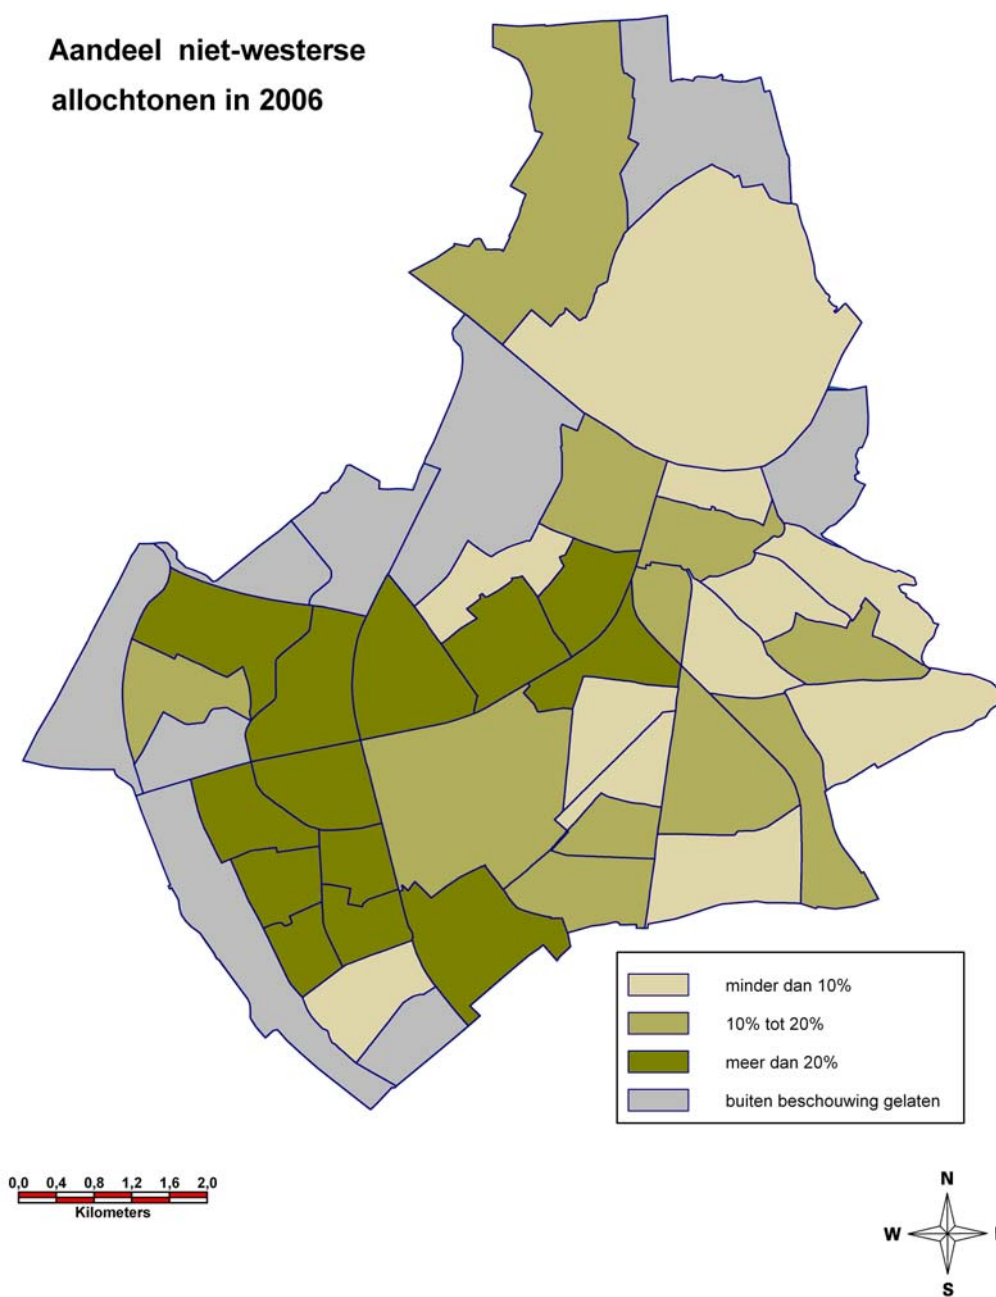 Aandeel niet-westerse
allochtonen in 2006
minder dan 10%
10% tot 20%
meer dan 20%
buiten beschouwing gelaten
0,0 0,4 0,8 1,2 1,6 2,0
Kilometers
N
W
S